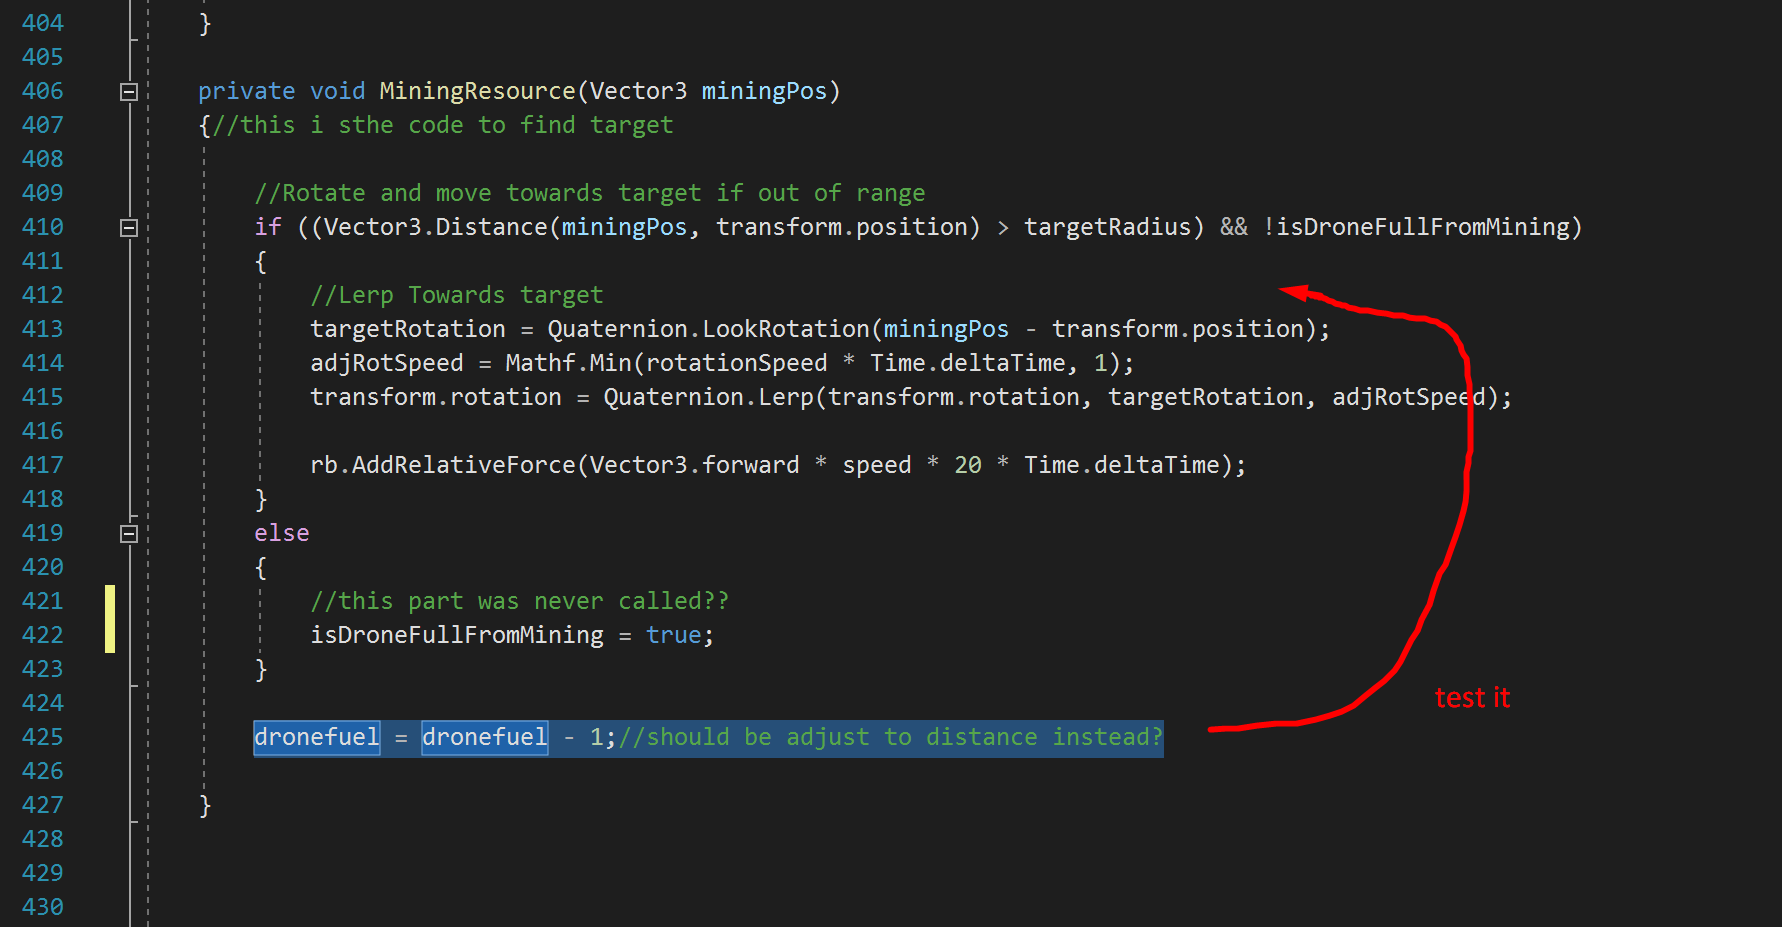 404 }
405
406 private void MiningResource(Vector3 miningPos)
407 {//this i sthe code to find target
408
409 //Rotate and move towards target if out of range
410 if ((Vector3.Distance(miningPos, transform.position) > targetRadius) && !isDroneFullFromMining)
411 {
412 //Lerp Towards target
413 targetRotation = Quaternion.LookRotation(miningPos - transform.position);
414 adjRotSpeed = Mathf.Min(rotationSpeed * Time.deltaTime, 1);
415 transform.rotation = Quaternion.Lerp(transform.rotation, targetRotation, adjRotSpeed);
416
417 rb.AddRelativeForce(Vector3.forward * speed * 20 * Time.deltaTime);
418 }
419 else
420 {
421 //this part was never called??
422 isDroneFullFromMining = true;
423 }
424
test it
425 dronefuel = dronefuel - 1;//should be adjust to distance instead?
426
427 }
428
429
430